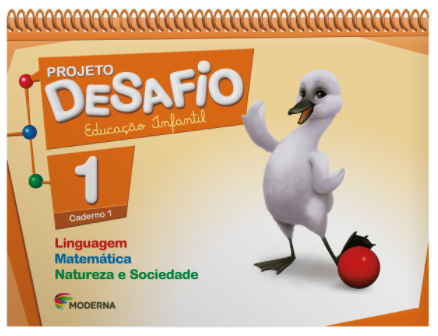 PROJETO
DESAFiO
Educação Infantil
1
Caderno 1
Linguagem
Matemática
Natureza e Sociedade
MODERNA